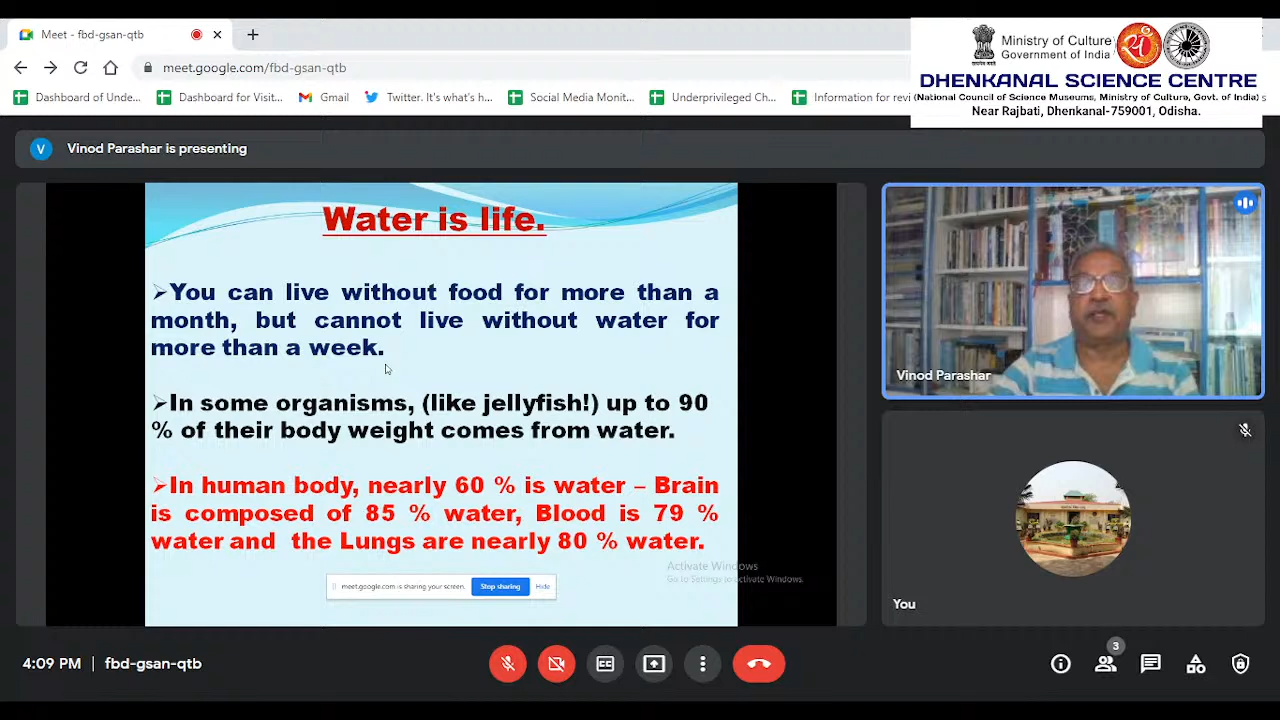 Meet - fbd-gsan-qtb
meet.google.com/fbd-gsan-qtb
Dashboard of Unde...
Dashboard for Visit...
Gmail
Twitter. It's what's h...
Social Media Monit...
Underprivileged Ch...
Information for revi
Ministry of Culture
Government of India
DHENKANAL SCIENCE CENTRE
(National Council of Science Museums, Ministry of Culture, Govt. of India)
Near Rajbati, Dhenkanal-759001, Odisha.
V
Vinod Parashar is presenting
Water is life.
➢You can live without food for more than a
month, but cannot live without water for
more than a week.
➢In some organisms, (like jellyfish!) up to 90
% of their body weight comes from water.
➢In human body, nearly 60 % is water – Brain
is composed of 85 % water, Blood is 79 %
water and the Lungs are nearly 80 % water.
Activate Windows
Go to Settings to activate Windows.
meet.google.com is sharing your screen.
Stop sharing
Hide
Vinod Parashar
You
4:09 PM | fbd-gsan-qtb
3